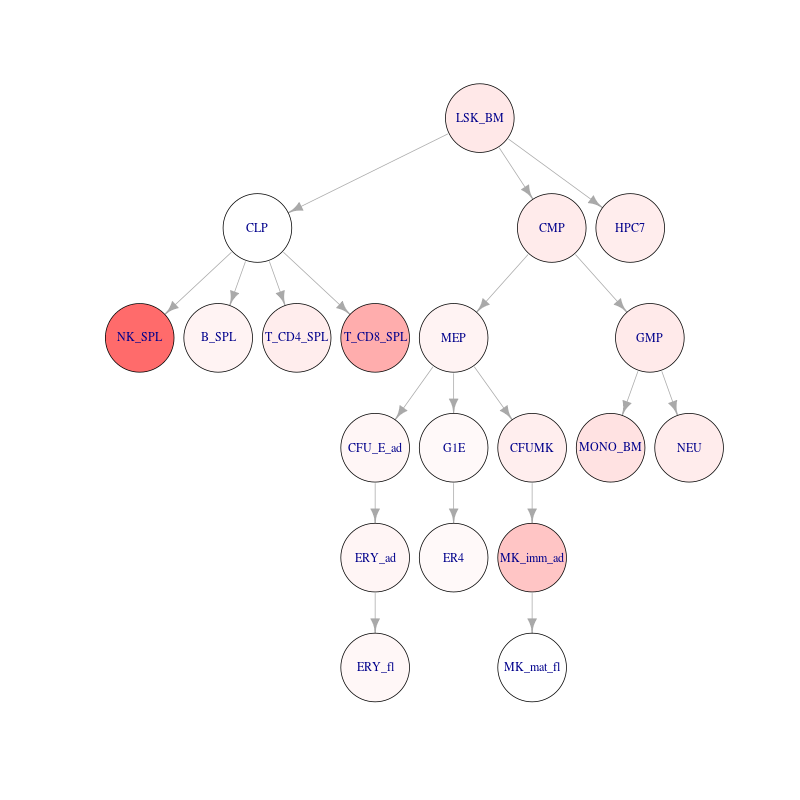 LSK_BM
CLP
CMP
HPC7
NK_SPL
B_SPL
T_CD4_SPL
T_CD8_SPL
MEP
GMP
CFU_E_ad
G1E
CFUMK
MONO_BM
NEU
ERY_ad
ER4
MK_imm_ad
ERY_fl
MK_mat_fl